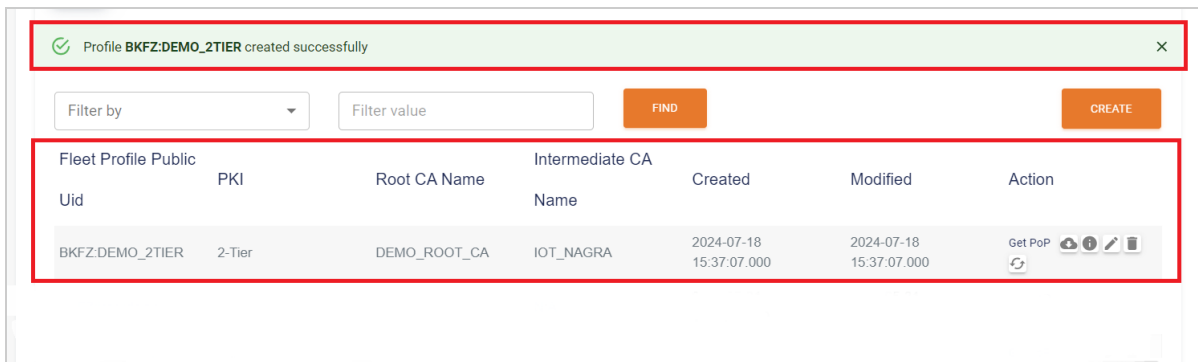 Profile BKFZ:DEMO_2TIER created successfully
Filter by
Filter value
FIND
CREATE
Fleet Profile Public
Uid
PKI
Root CA Name
Intermediate CA
Name
Created
Modified
Action
BKFZ:DEMO_2TIER
2-Tier
DEMO_ROOT_CA
IOT_NAGRA
2024-07-18
15:37:07.000
2024-07-18
15:37:07.000
Get PoP